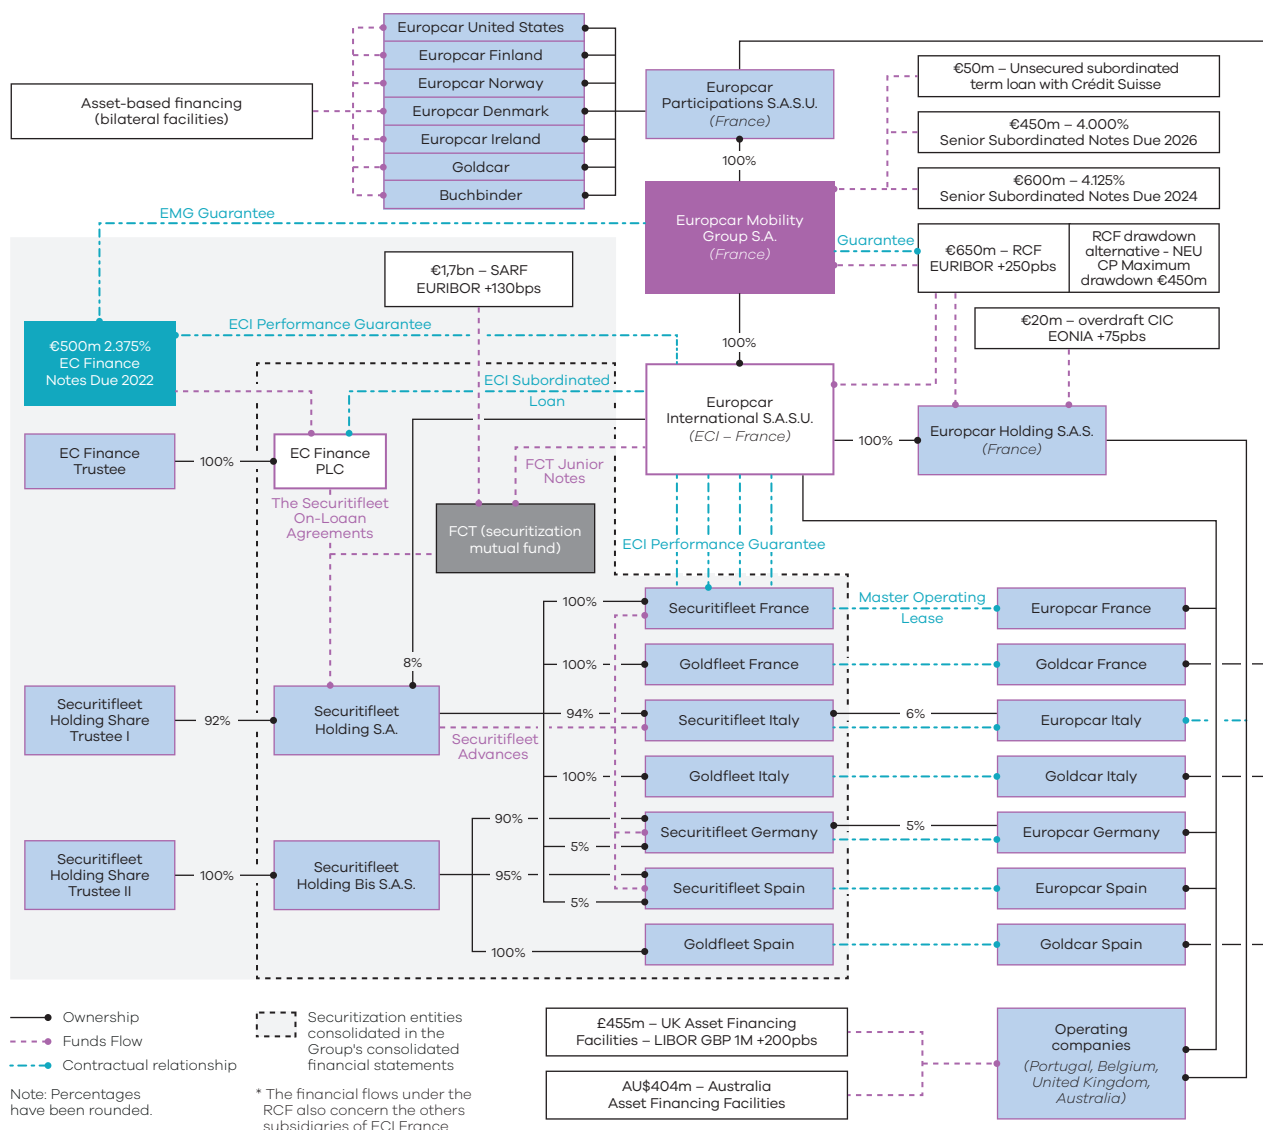 Europcar United States
Europcar Finland
Europcar Norway
Europcar Denmark
Europcar Ireland
Goldcar
Buchbinder
Asset-based financing
(bilateral facilities)
Europcar
Participations S.A.S.U.
(France)
€50m – Unsecured subordinated
term loan with Crédit Suisse
€450m – 4.000%
Senior Subordinated Notes Due 2026
€600m – 4.125%
Senior Subordinated Notes Due 2024
100%
EMG Guarantee
Europcar Mobility
Group S.A.
(France)
Guarantee
€650m – RCF
EURIBOR +250pbs
RCF drawdown
alternative - NEU
CP Maximum
drawdown €450m
€1,7bn – SARF
EURIBOR +130bps
€20m – overdraft CIC
EONIA +75pbs
ECI Performance Guarantee
100%
€500m 2.375%
EC Finance
Notes Due 2022
ECI Subordinated
Loan
Europcar
International S.A.S.U.
(ECI – France)
100%
Europcar Holding S.A.S.
(France)
EC Finance
Trustee
100%
EC Finance
PLC
FCT Junior
Notes
The Securitifleet
On-Loaan
Agreements
FCT (securitization
mutual fund)
ECI Performance Guarantee
100%
Securitifleet France
Master Operating
Lease
Europcar France
8%
100%
Goldfleet France
Goldcar France
Securitifleet
Holding Share
Trustee I
92%
Securitifleet
Holding S.A.
94%
Securitifleet Italy
6%
Europcar Italy
Securitifleet
Advances
100%
Goldfleet Italy
Goldcar Italy
90%
Securitifleet Germany
5%
Europcar Germany
5%
Securitifleet
Holding Share
Trustee II
100%
Securitifleet
Holding Bis S.A.S.
95%
Securitifleet Spain
Europcar Spain
5%
100%
Goldfleet Spain
Goldcar Spain
Ownership
Funds Flow
Contractual relationship
Note: Percentages
have been rounded.
Securitization entities
consolidated in the
Group's consolidated
financial statements
* The financial flows under the
RCF also concern the others
subsidiaries of ECI France
£455m – UK Asset Financing
Facilities – LIBOR GBP 1M +200pbs
AU$404m – Australia
Asset Financing Facilities
Operating
companies
(Portugal, Belgium,
United Kingdom,
Australia)